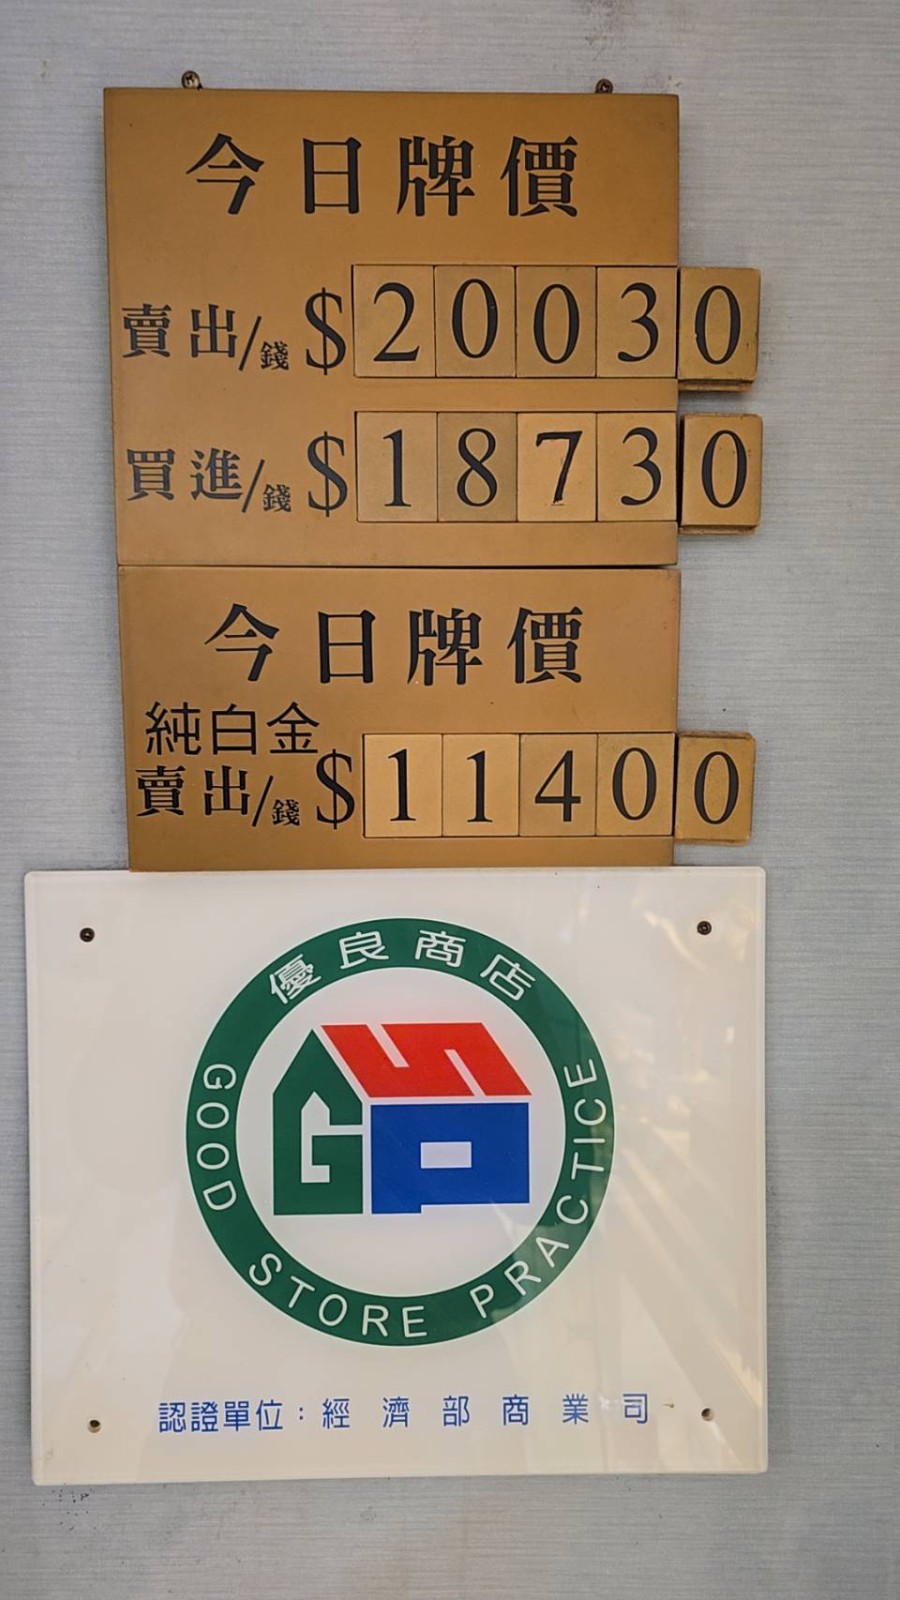 今日牌價
賣出/錢 $20030
買進/錢 $18730
今日牌價
純白金
賣出/錢 $11400
優良商店
GSP
GOOD STORE PRACTICE
認證單位：經濟部商業司